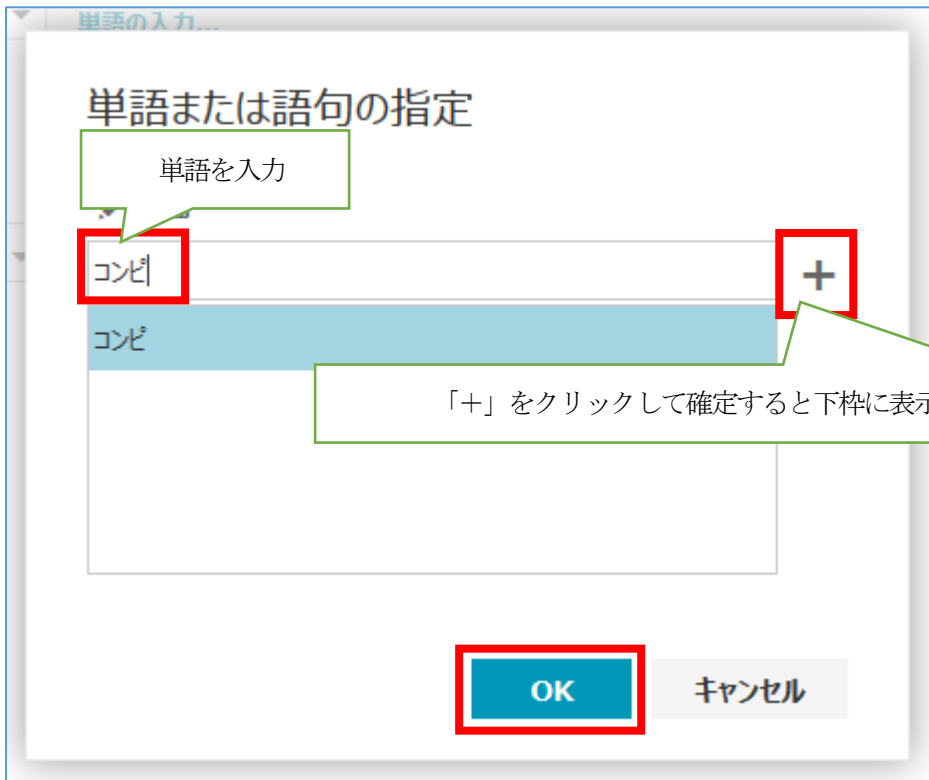 単語の入力...
単語または語句の指定
単語を入力
コンピ
+
コンピ
「＋」をクリックして確定すると下枠に表示
OK
キャンセル